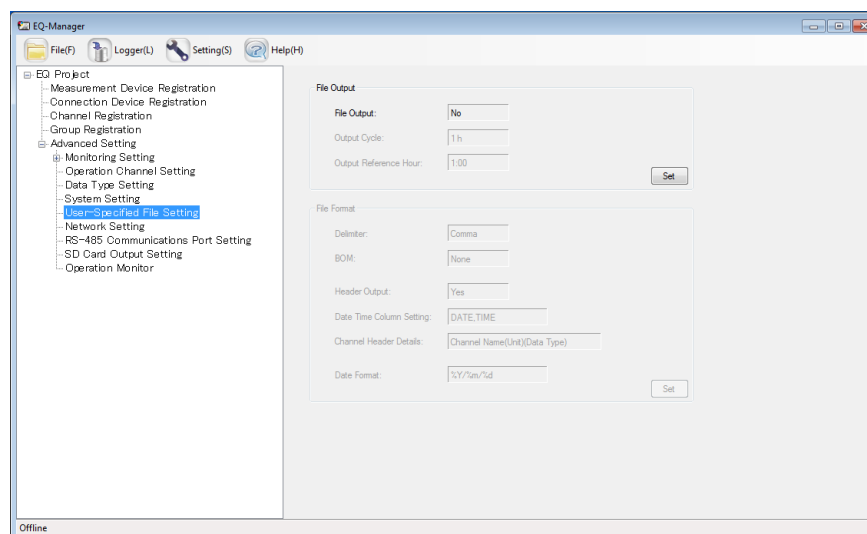 EQ-Manager
File(F) Logger(L) Setting(S) Help(H)
EQ Project
Measurement Device Registration
Connection Device Registration
Channel Registration
Group Registration
Advanced Setting
Monitoring Setting
Operation Channel Setting
Data Type Setting
System Setting
User-Specified File Setting
Network Setting
RS-485 Communications Port Setting
SD Card Output Setting
Operation Monitor
File Output
File Output: No
Output Cycle: 1 h
Output Reference Hour: 1:00
Set
File Format
Delimiter: Comma
BOM: None
Header Output: Yes
Date Time Column Setting: DATE,TIME
Channel Header Details: Channel Name(Unit)(Data Type)
Date Format: %Y/%m/%d
Set
Offline